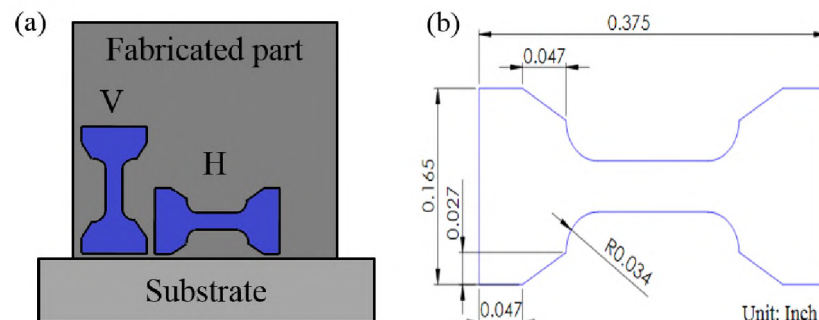 (a)
Fabricated part
V
H
Substrate
(b)
0.375
0.047
0.165
0.027
R0.034
0.047
Unit: Inch